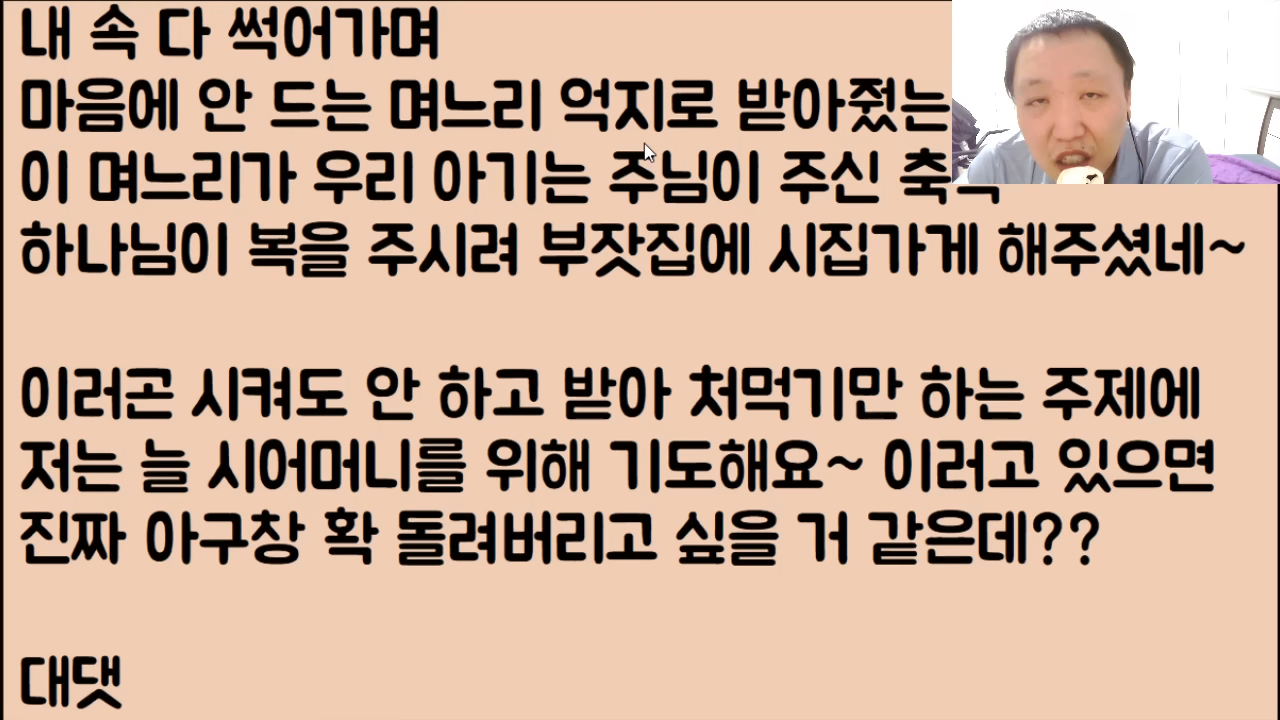 내 속 다 썩어가며
마음에 안 드는 며느리 억지로 받아줬는
이 며느리가 우리 아기는 주님이 주신
하나님이 복을 주시려 부잣집에 시집가게 해주셨네~
이러곤 시켜도 안 하고 받아 처먹기만 하는 주제에
저는 늘 시어머니를 위해 기도해요~ 이러고 있으면
진짜 아구창 확 돌려버리고 싶을 거 같은데??
대댓